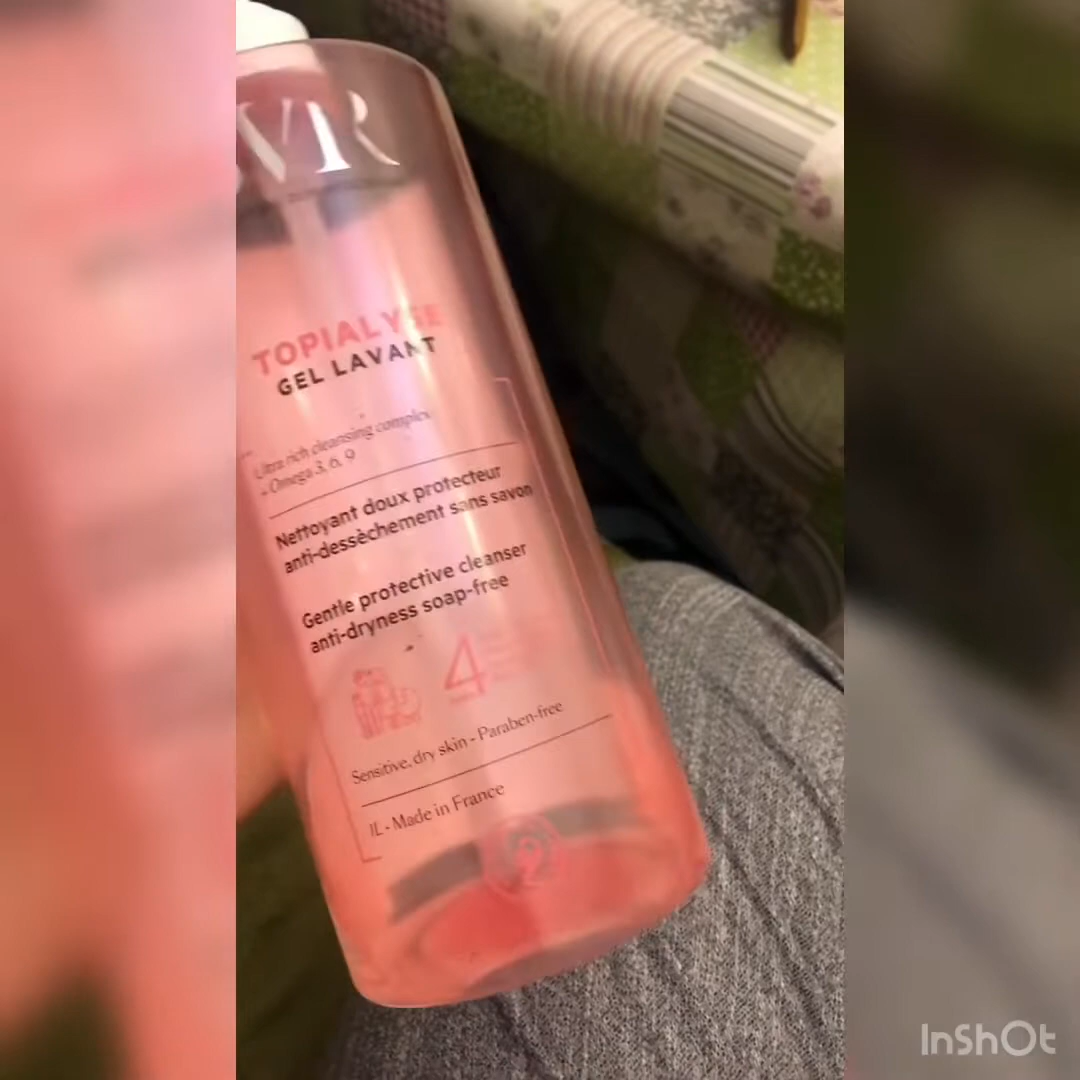 VR
TOPIALYSE
GEL LAVANT
Ultra rich cleansing complex
+ Omega 3, 6, 9
Nettoyant doux protecteur
anti-dessèchement sans savon
Gentle protective cleanser
anti-dryness soap-free
4
Sensitive, dry skin - Paraben-free
1L - Made in France
InShOt